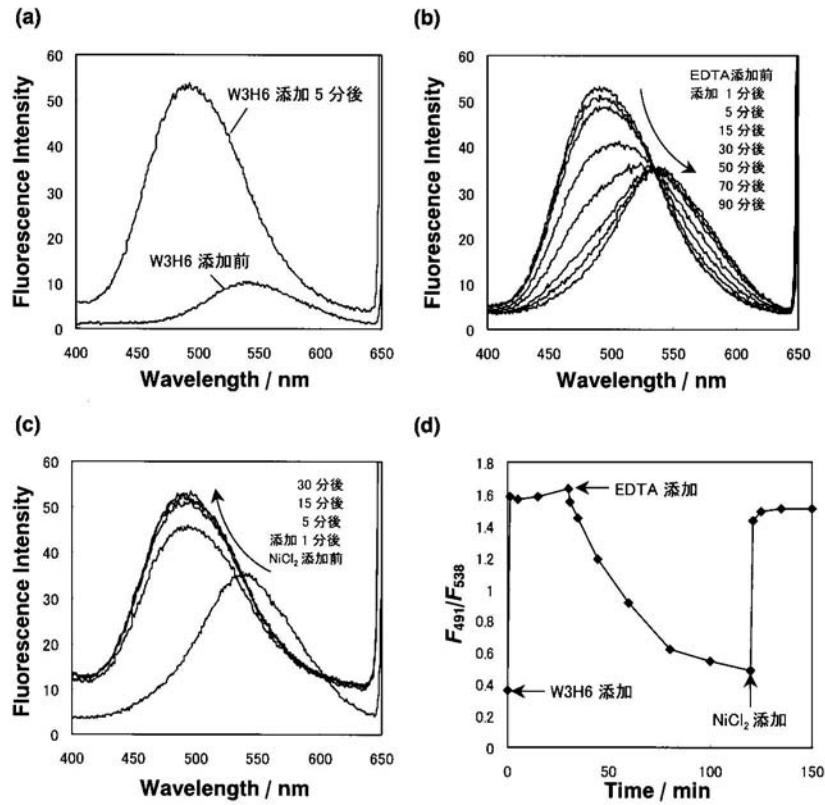 (a)
60
50
40
30
20
10
0
Fluorescence Intensity
W3H6 添加 5 分後
W3H6 添加前
400 450 500 550 600 650
Wavelength / nm
(b)
60
50
40
30
20
10
0
Fluorescence Intensity
EDTA添加前
添加 1 分後
5 分後
15 分後
30 分後
50 分後
70 分後
90 分後
400 450 500 550 600 650
Wavelength / nm
(c)
60
50
40
30
20
10
0
Fluorescence Intensity
30 分後
15 分後
5 分後
添加 1 分後
NiCl₂ 添加前
400 450 500 550 600 650
Wavelength / nm
(d)
1.8
1.6
1.4
1.2
1
0.8
0.6
0.4
0.2
0
F₄₉₁/F₅₃₈
EDTA 添加
W3H6 添加
NiCl₂ 添加
0 50 100 150
Time / min